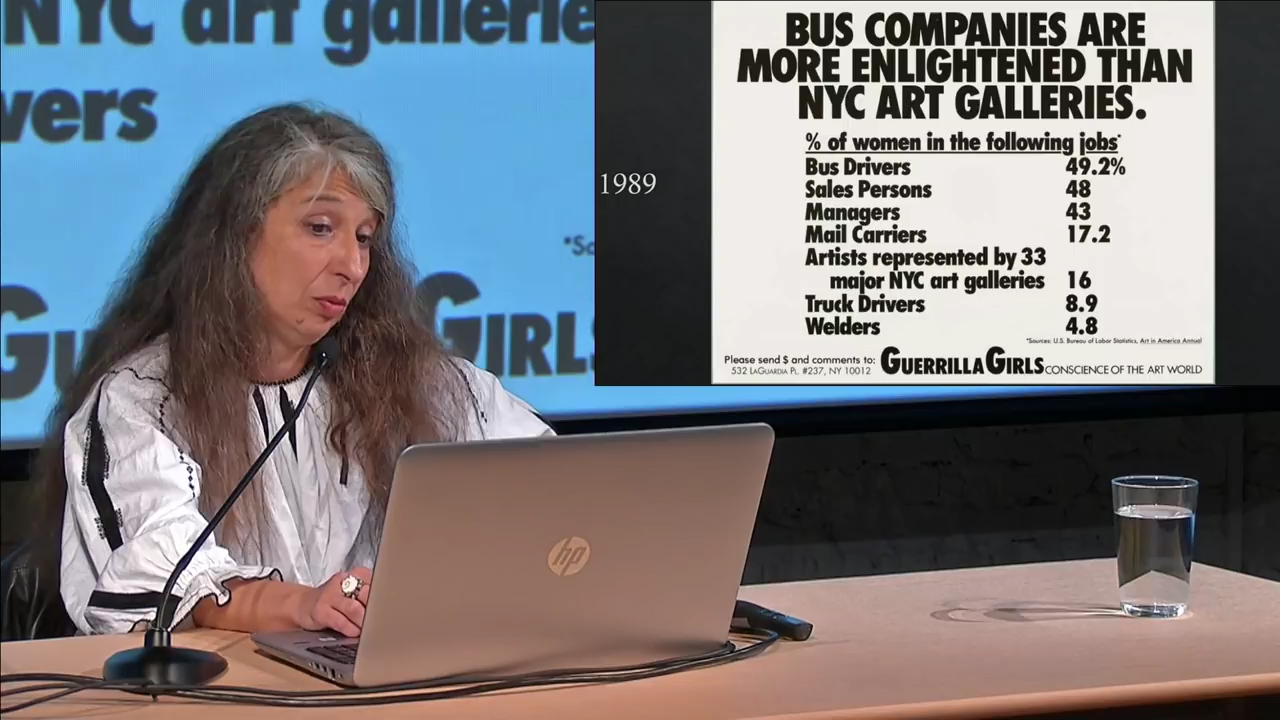 NYC art gallerie
vers
*So
Gu
GIRLS
1989
BUS COMPANIES ARE
MORE ENLIGHTENED THAN
NYC ART GALLERIES.
% of women in the following jobs*
Bus Drivers 49.2%
Sales Persons 48
Managers 43
Mail Carriers 17.2
Artists represented by 33
major NYC art galleries 16
Truck Drivers 8.9
Welders 4.8
*Sources: U.S. Bureau of Labor Statistics, Art in America Annual
Please send $ and comments to:
532 LaGuardia Pl. #237, NY 10012
GUERRILLA GIRLS CONSCIENCE OF THE ART WORLD
hp